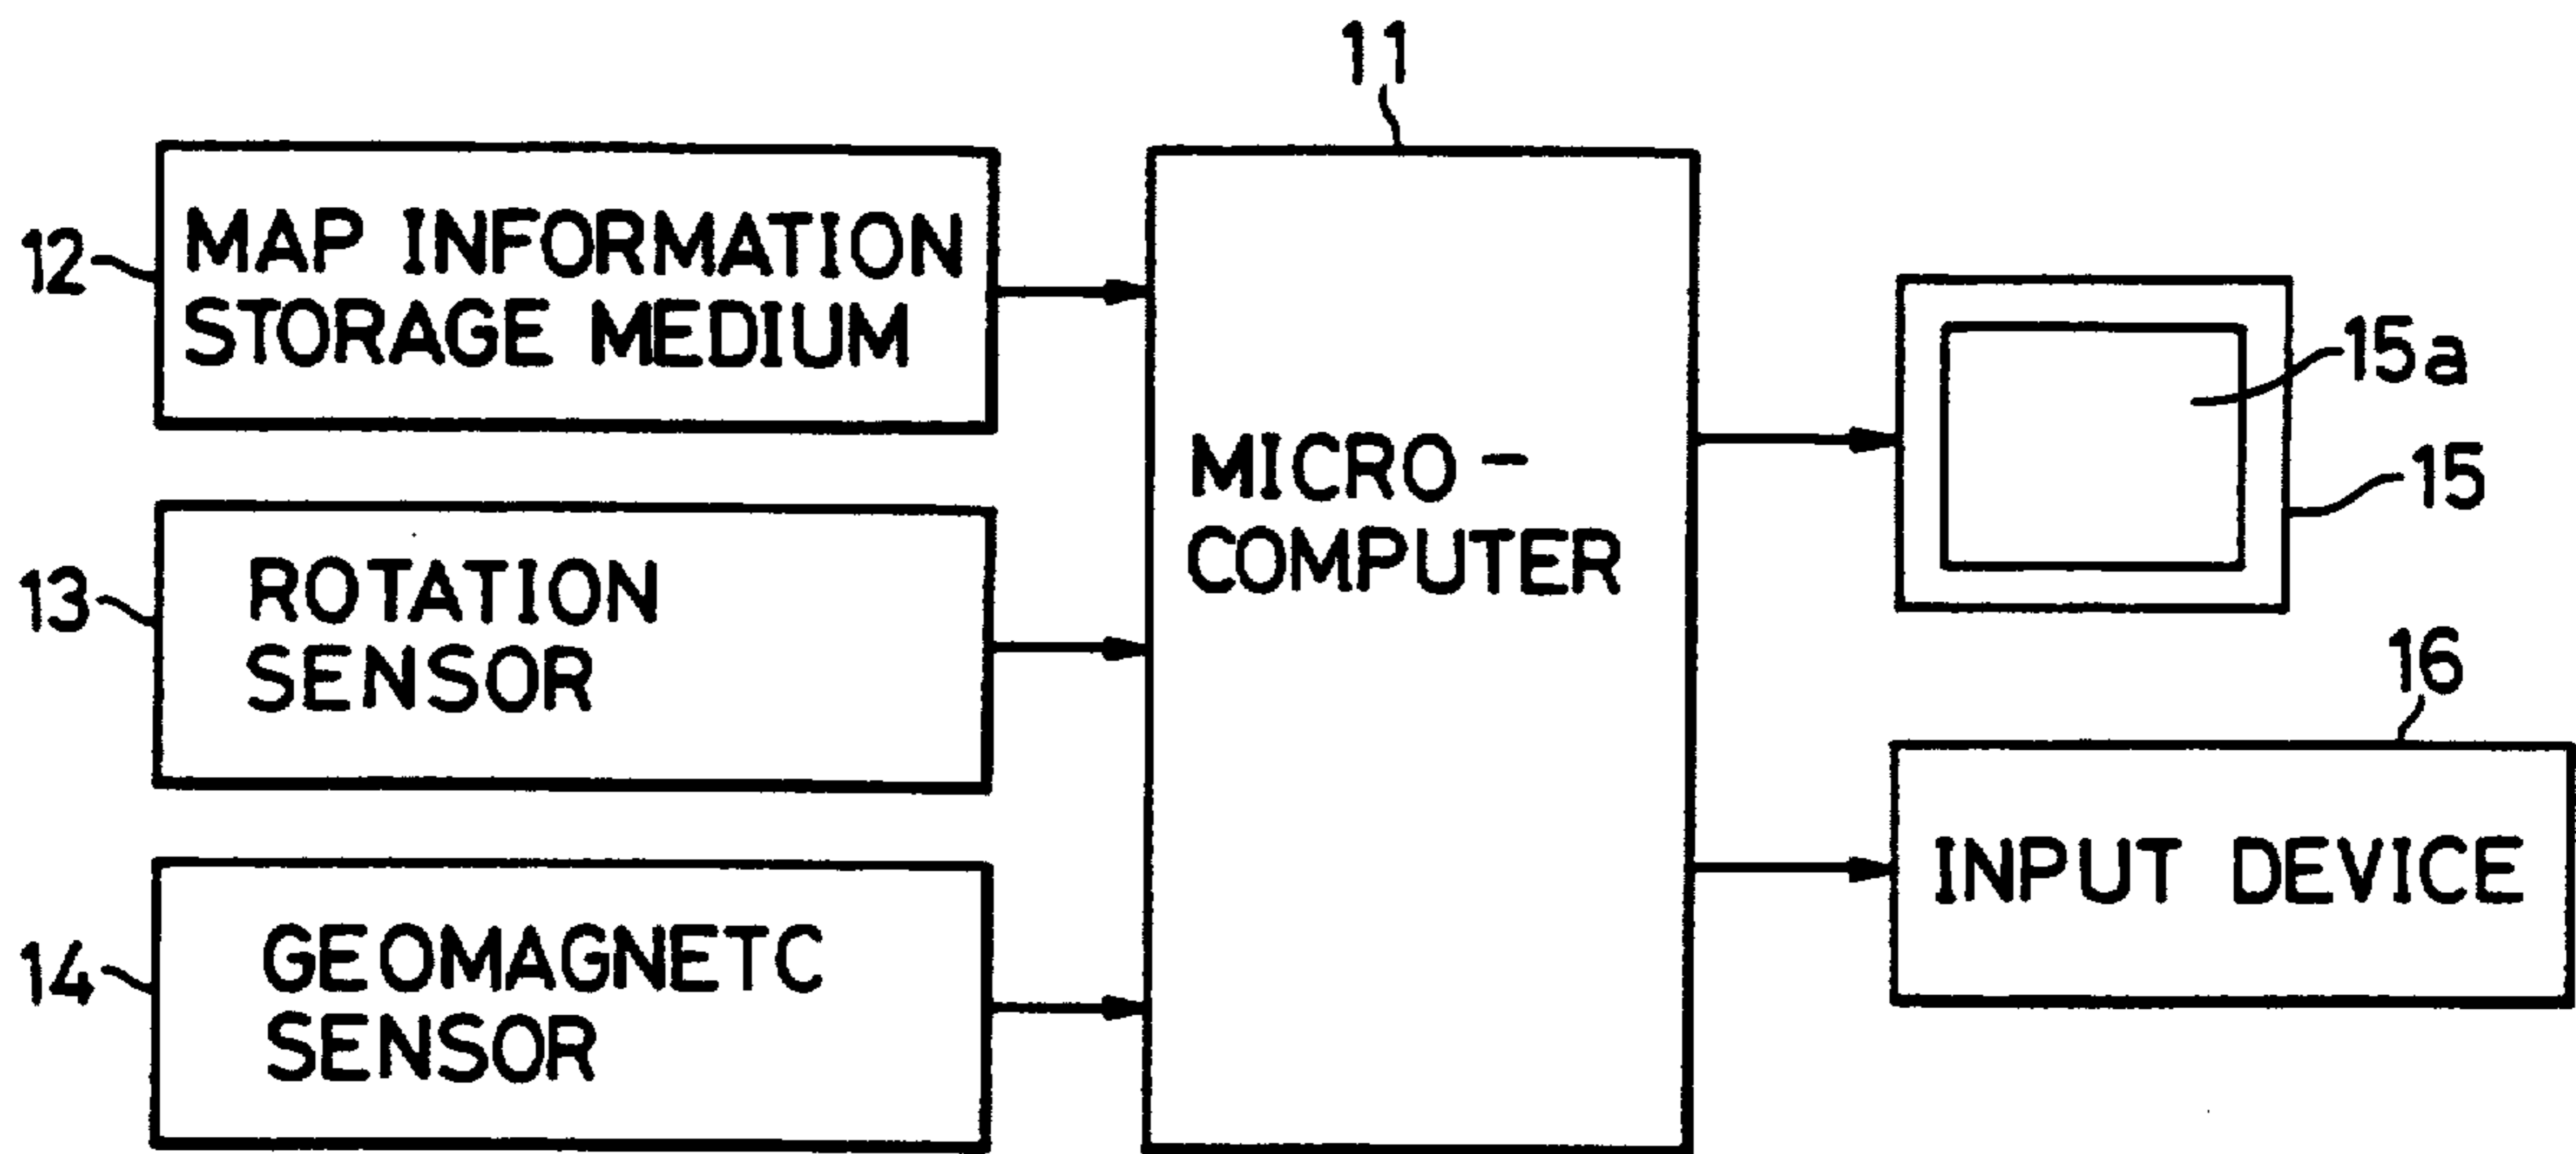 11
12
MAP INFORMATION
STORAGE MEDIUM
13
ROTATION
SENSOR
14
GEOMAGNETC
SENSOR
MICRO-
COMPUTER
15a
15
16
INPUT DEVICE